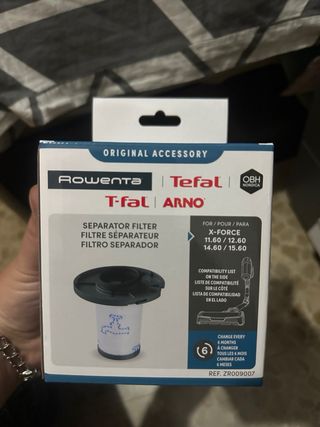 ORIGINAL ACCESSORY
Rowenta | Tefal | OBH NORDICA
T-fal | ARNO
SEPARATOR FILTER
FILTRE SÉPARATEUR
FILTRO SEPARADOR
FOR / POUR / PARA
X-FORCE
11.60 / 12.60
14.60 / 15.60
COMPATIBILITY LIST
ON THE SIDE
LISTE DE COMPATIBILITÉ
SUR LE CÔTÉ
LISTA DE COMPATIBILIDAD
EN EL LADO
6
CHANGE EVERY
6 MONTHS
À CHANGER
TOUS LES 6 MOIS
CAMBIAR CADA
6 MESES
REF. ZR009007